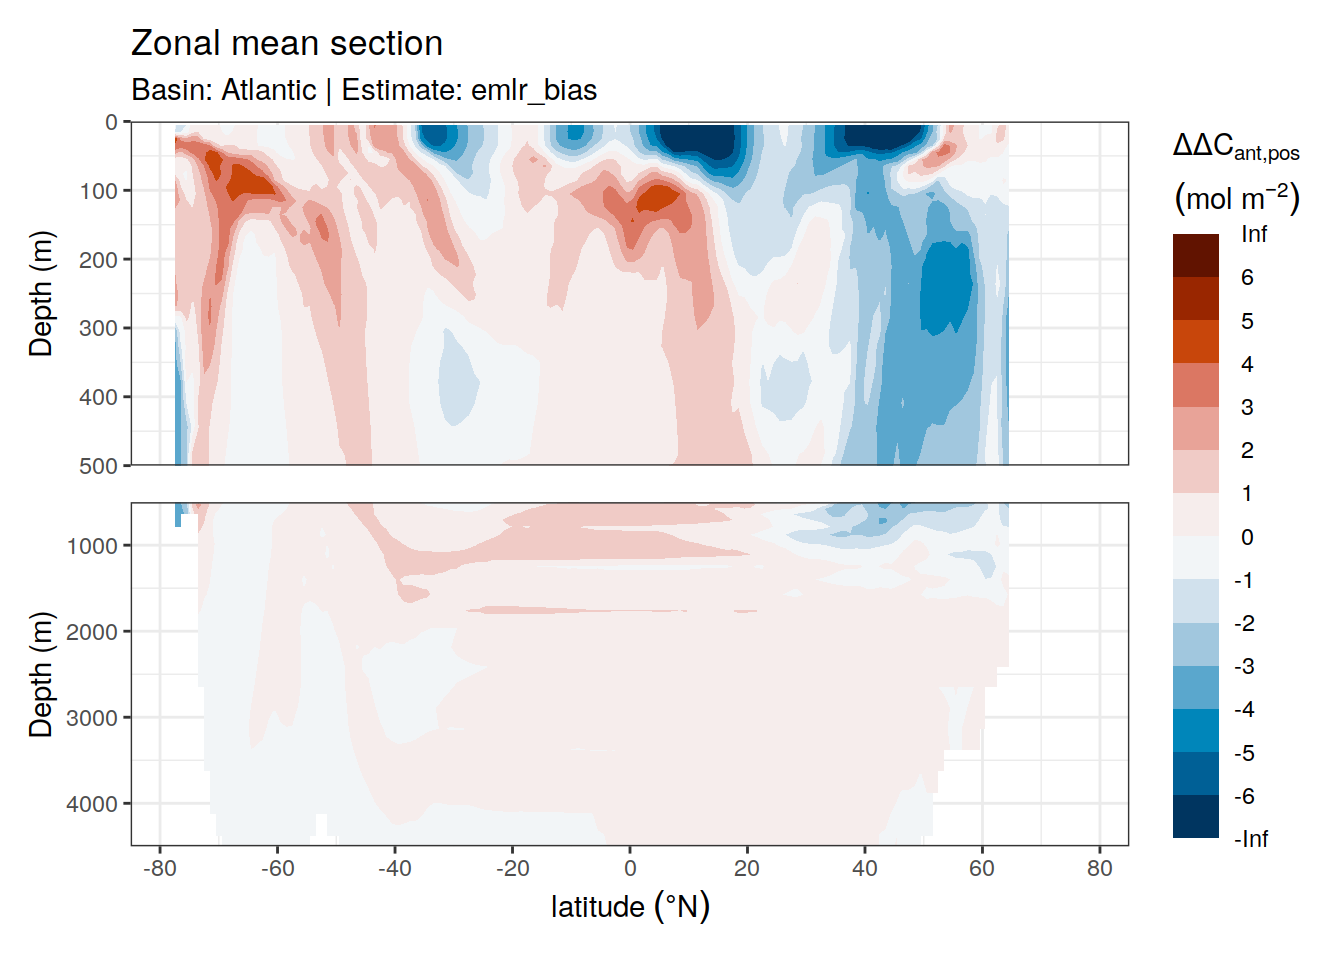 Zonal mean section
Basin: Atlantic | Estimate: emlr_bias
Depth (m)
0
100
200
300
400
500
Depth (m)
1000
2000
3000
4000
-80 -60 -40 -20 0 20 40 60 80
latitude (°N)
ΔΔC_ant,pos
(mol m⁻²)
Inf
6
5
4
3
2
1
0
-1
-2
-3
-4
-5
-6
-Inf